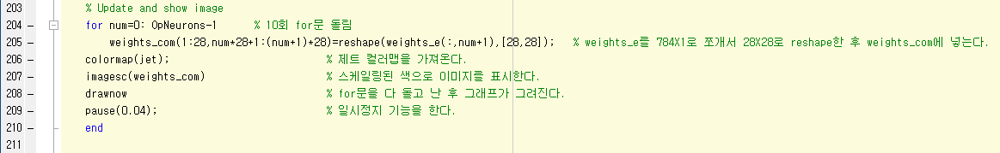 203 % Update and show image
204 – for num=0: OpNeurons-1 % 10회 for문 돌림
205 – weights_com(1:28,num*28+1:(num+1)*28)=reshape(weights_e(:,num+1),[28,28]); % weights_e를 784X1로 쪼개서 28X28로 reshape한 후 weights_com에 넣는다.
206 – colormap(jet); % 제트 컬러맵을 가져온다.
207 – imagesc(weights_com) % 스케일링된 색으로 이미지를 표시한다.
208 – drawnow % for문을 다 돌고 난 후 그래프가 그려진다.
209 – pause(0.04); % 일시정지 기능을 한다.
210 – end
211